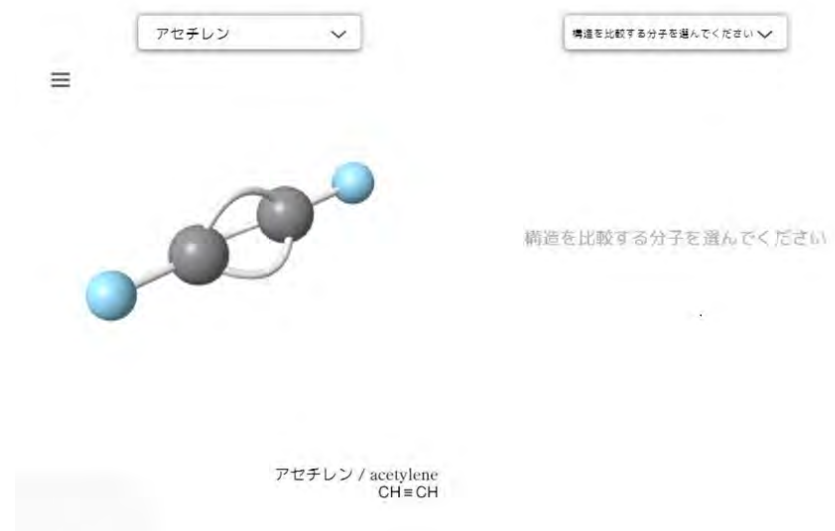 アセチレン
構造を比較する分子を選んでください
構造を比較する分子を選んでください
アセチレン / acetylene
CH≡CH